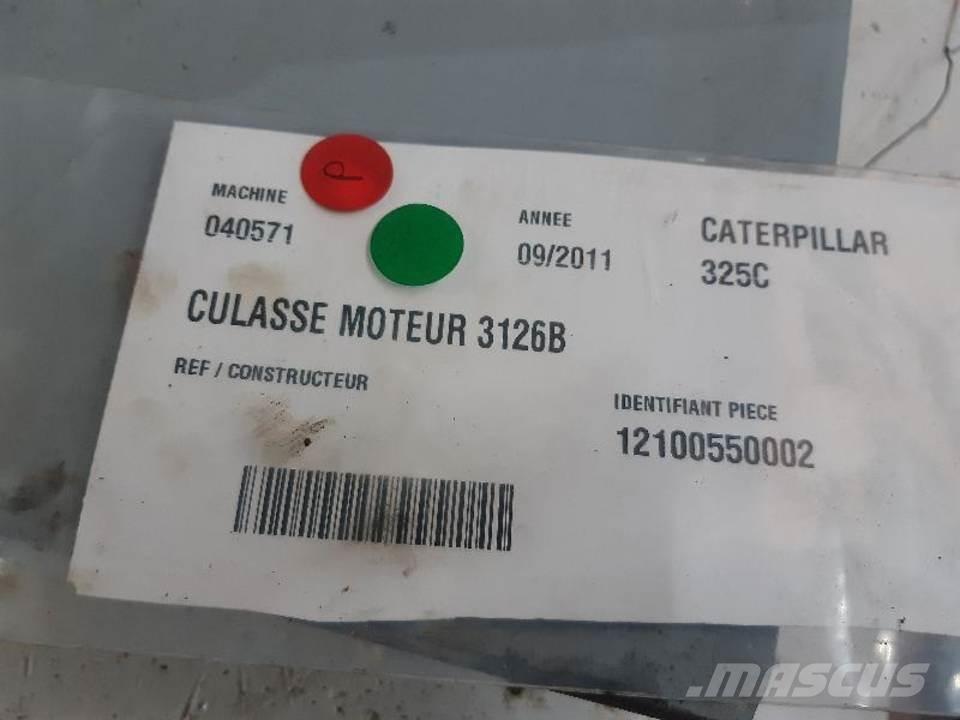 MACHINE
040571
ANNEE
09/2011
CATERPILLAR
325C
CULASSE MOTEUR 3126B
REF / CONSTRUCTEUR
IDENTIFIANT PIECE
12100550002
MASCUS